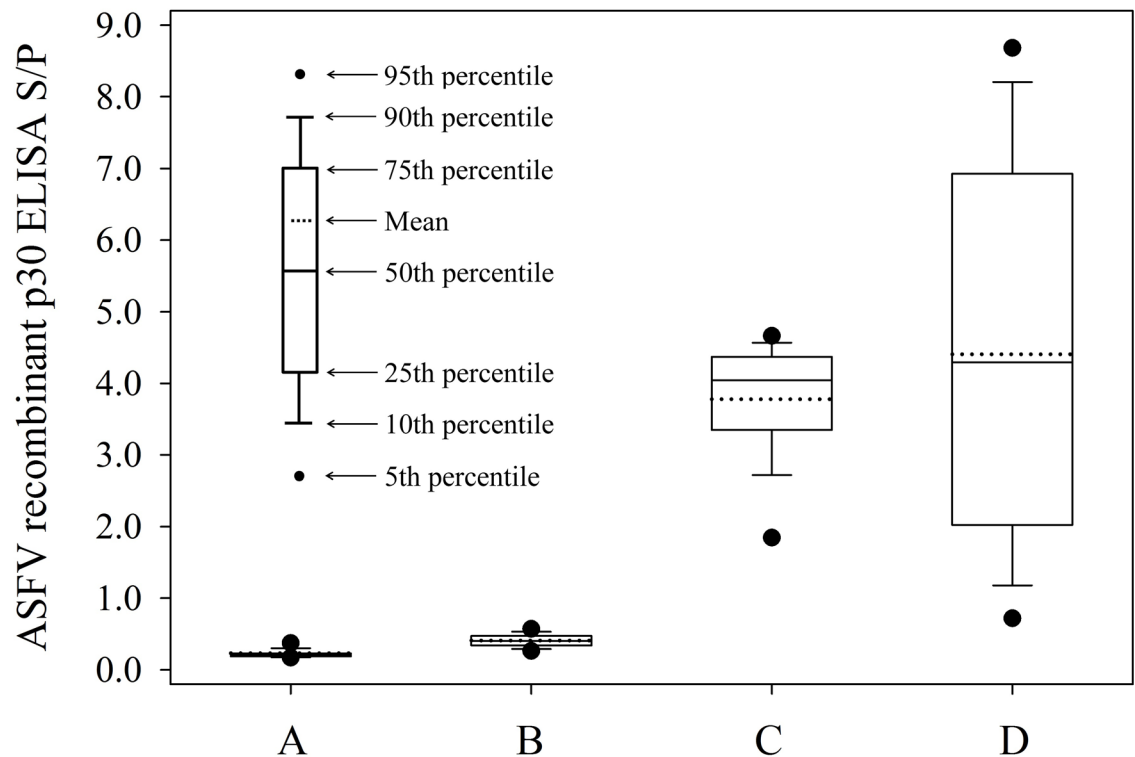 ASFV recombinant p30 ELISA S/P
9.0
8.0
7.0
6.0
5.0
4.0
3.0
2.0
1.0
0.0
95th percentile
90th percentile
75th percentile
Mean
50th percentile
25th percentile
10th percentile
5th percentile
A B C D